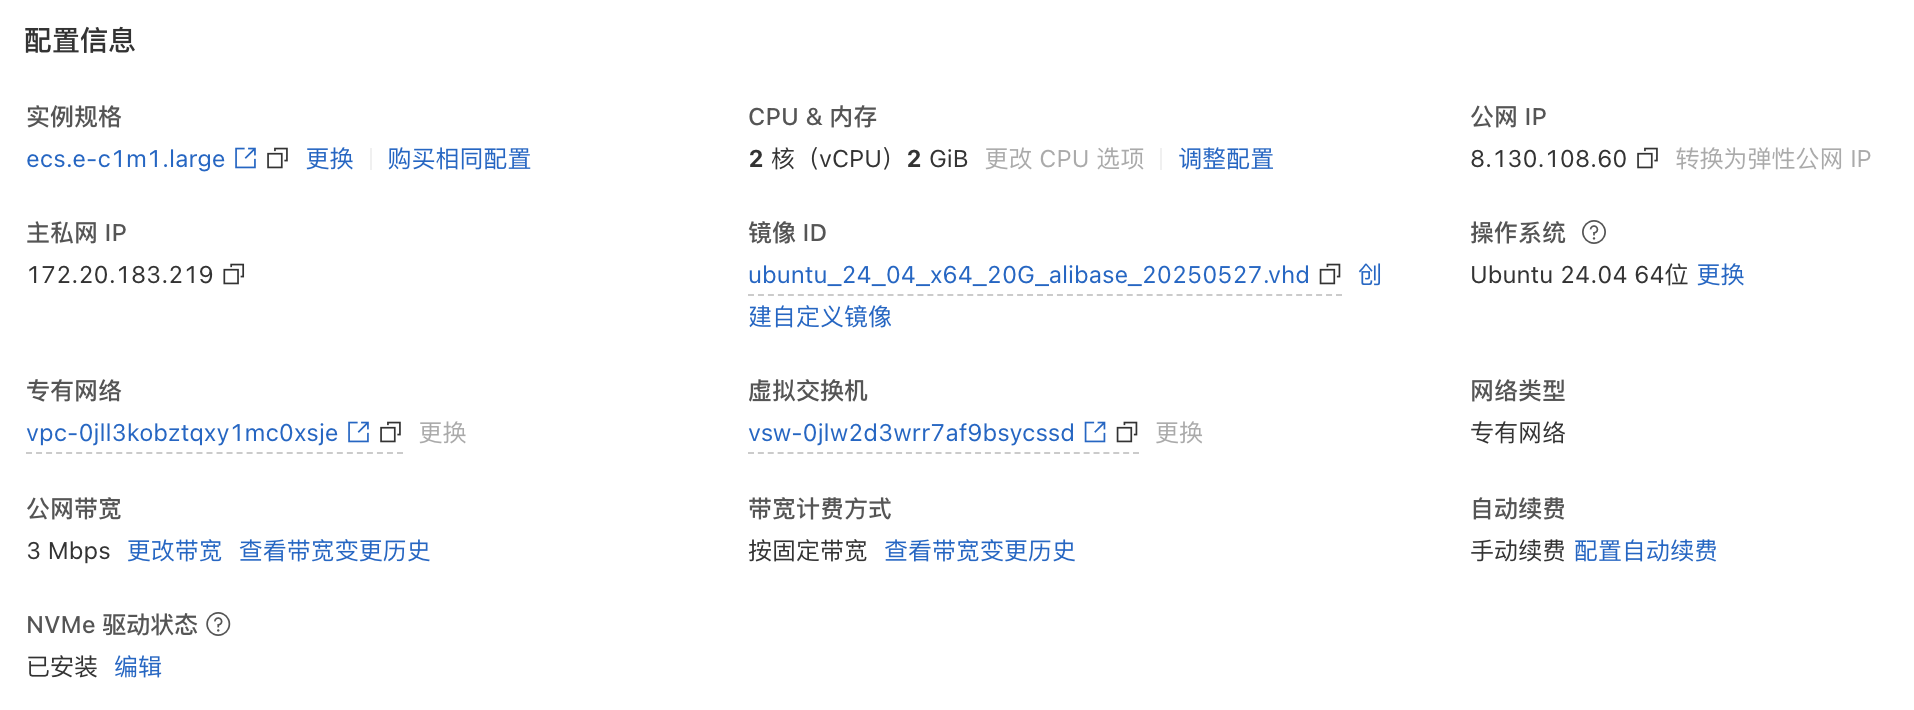 配置信息
实例规格
ecs.e-c1m1.large 更换 购买相同配置
CPU & 内存
2 核（vCPU）2 GiB 更改 CPU 选项 调整配置
公网 IP
8.130.108.60 转换为弹性公网 IP
主私网 IP
172.20.183.219
镜像 ID
ubuntu_24_04_x64_20G_alibase_20250527.vhd 创
建自定义镜像
操作系统
Ubuntu 24.04 64位 更换
专有网络
vpc-0jll3kobztqxy1mc0xsje 更换
虚拟交换机
vsw-0jlw2d3wrr7af9bsycssd 更换
网络类型
专有网络
公网带宽
3 Mbps 更改带宽 查看带宽变更历史
带宽计费方式
按固定带宽 查看带宽变更历史
自动续费
手动续费 配置自动续费
NVMe 驱动状态
已安装 编辑